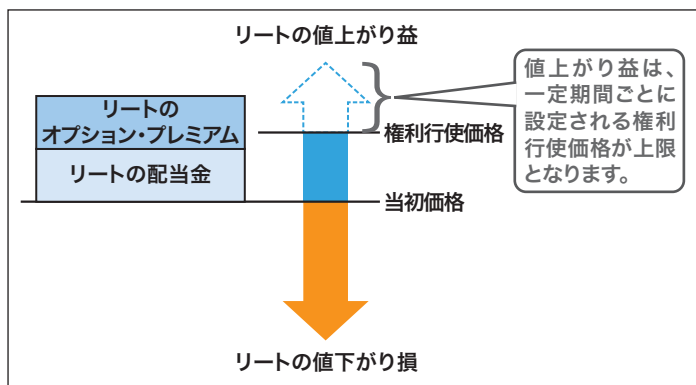 リートの値上がり益
リートの
オプション・プレミアム
リートの配当金
権利行使価格
当初価格
値上がり益は、
一定期間ごとに
設定される権利
行使価格が上限
となります。
リートの値下がり損